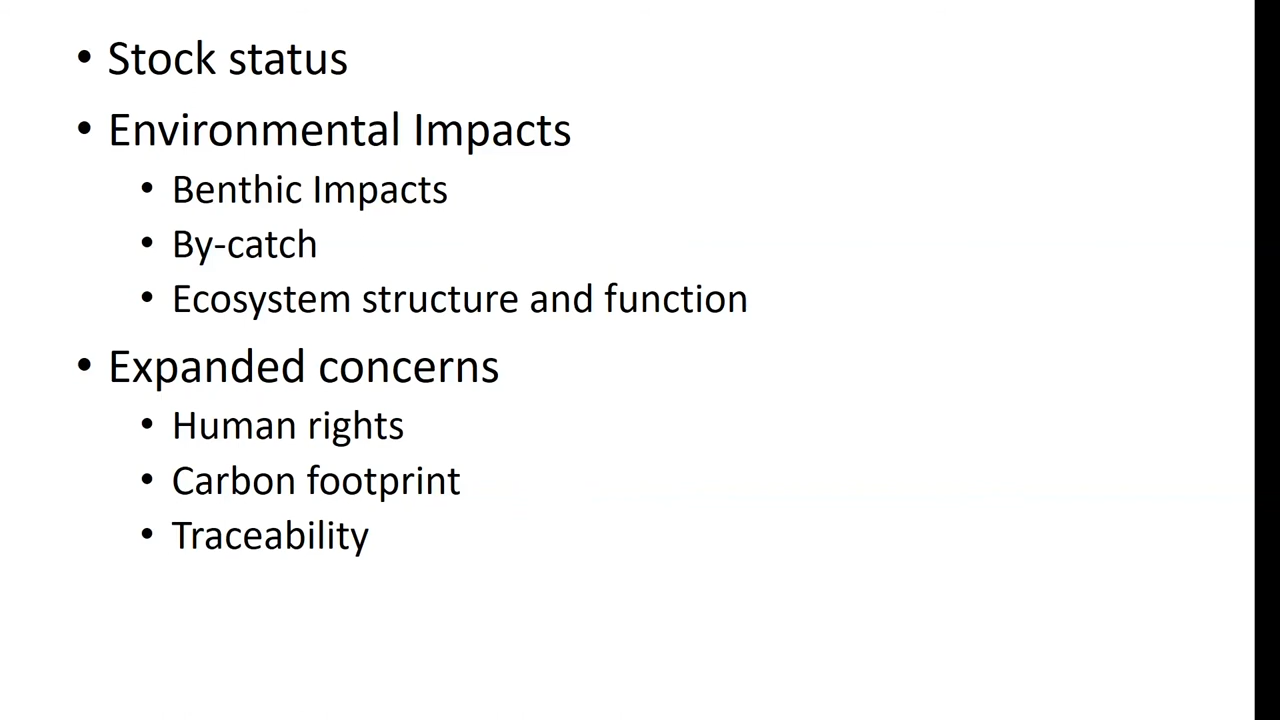 • Stock status
• Environmental Impacts
• Benthic Impacts
• By-catch
• Ecosystem structure and function
• Expanded concerns
• Human rights
• Carbon footprint
• Traceability